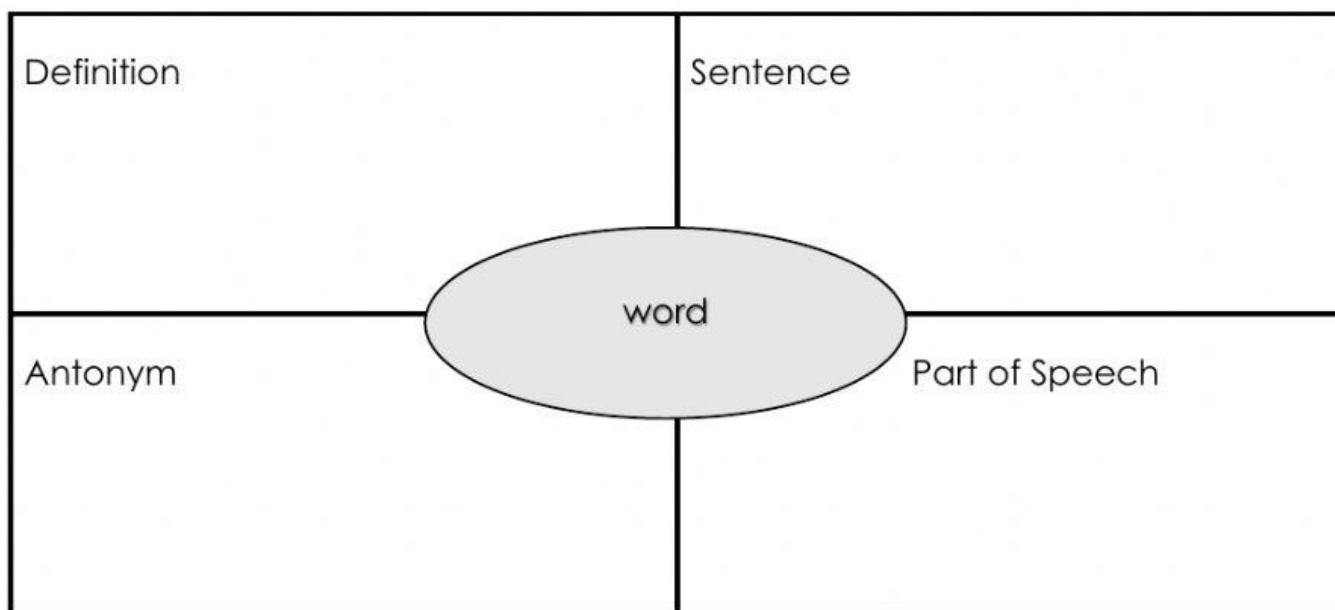 Definition
Sentence
word
Antonym
Part of Speech